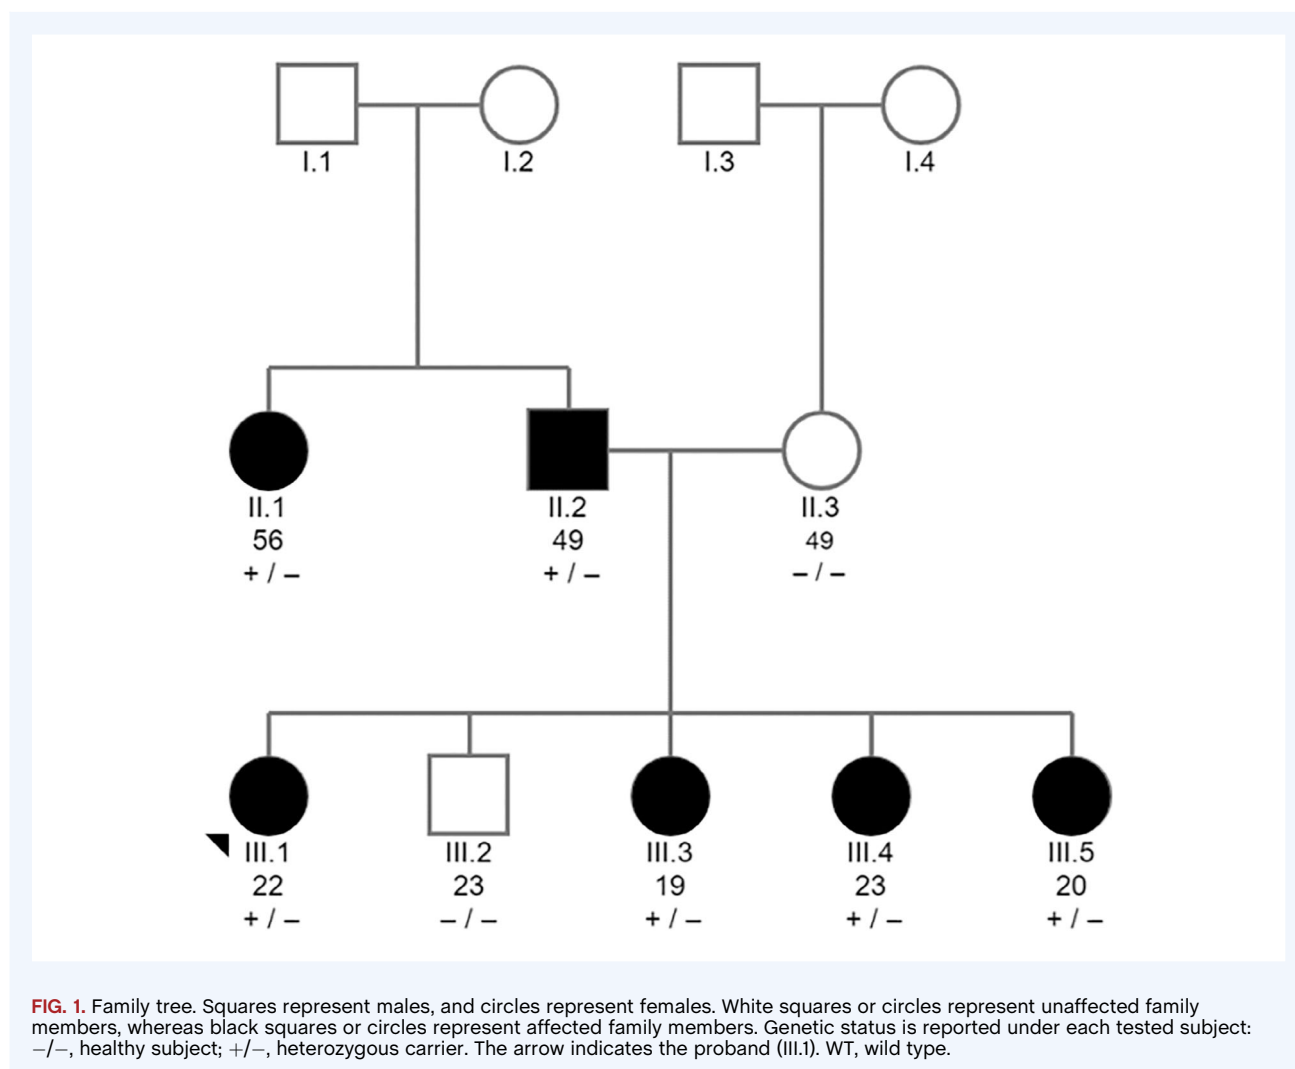 I.1 I.2 I.3 I.4
II.1 II.2 II.3
56 49 49
+ / – + / – – / –
III.1 III.2 III.3 III.4 III.5
22 23 19 23 20
+ / – – / – + / – + / – + / –
FIG. 1. Family tree. Squares represent males, and circles represent females. White squares or circles represent unaffected family
members, whereas black squares or circles represent affected family members. Genetic status is reported under each tested subject:
−/−, healthy subject; +/−, heterozygous carrier. The arrow indicates the proband (III.1). WT, wild type.